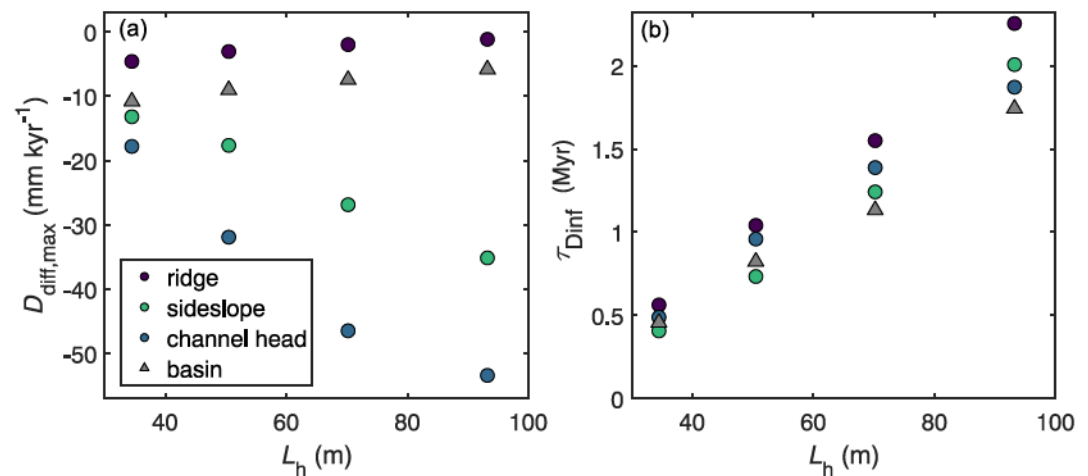 (a)
0
-10
-20
-30
-40
-50
D_diff,max (mm kyr⁻¹)
ridge
sideslope
channel head
basin
40 60 80 100
L_h (m)
(b)
2
1.5
1
0.5
0
τ_Dinf (Myr)
40 60 80 100
L_h (m)